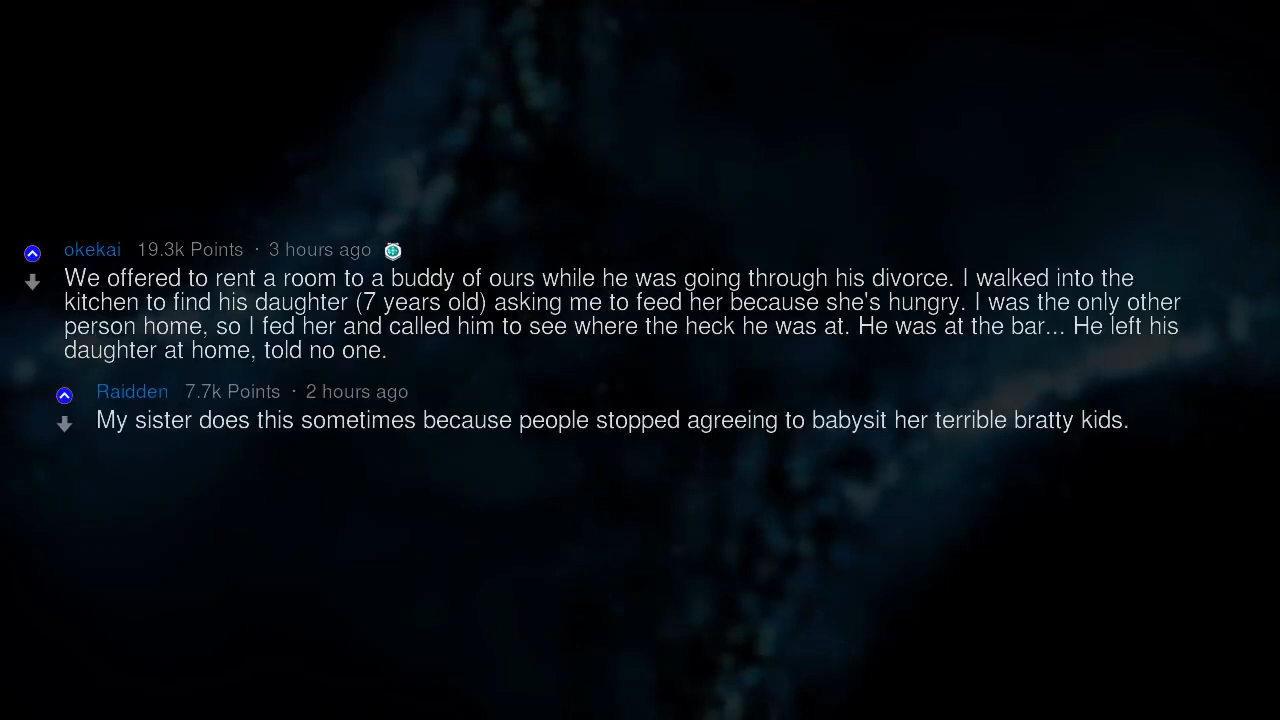 okekai 19.3k Points · 3 hours ago
We offered to rent a room to a buddy of ours while he was going through his divorce. I walked into the
kitchen to find his daughter (7 years old) asking me to feed her because she's hungry. I was the only other
person home, so I fed her and called him to see where the heck he was at. He was at the bar... He left his
daughter at home, told no one.
Raidden 7.7k Points · 2 hours ago
My sister does this sometimes because people stopped agreeing to babysit her terrible bratty kids.